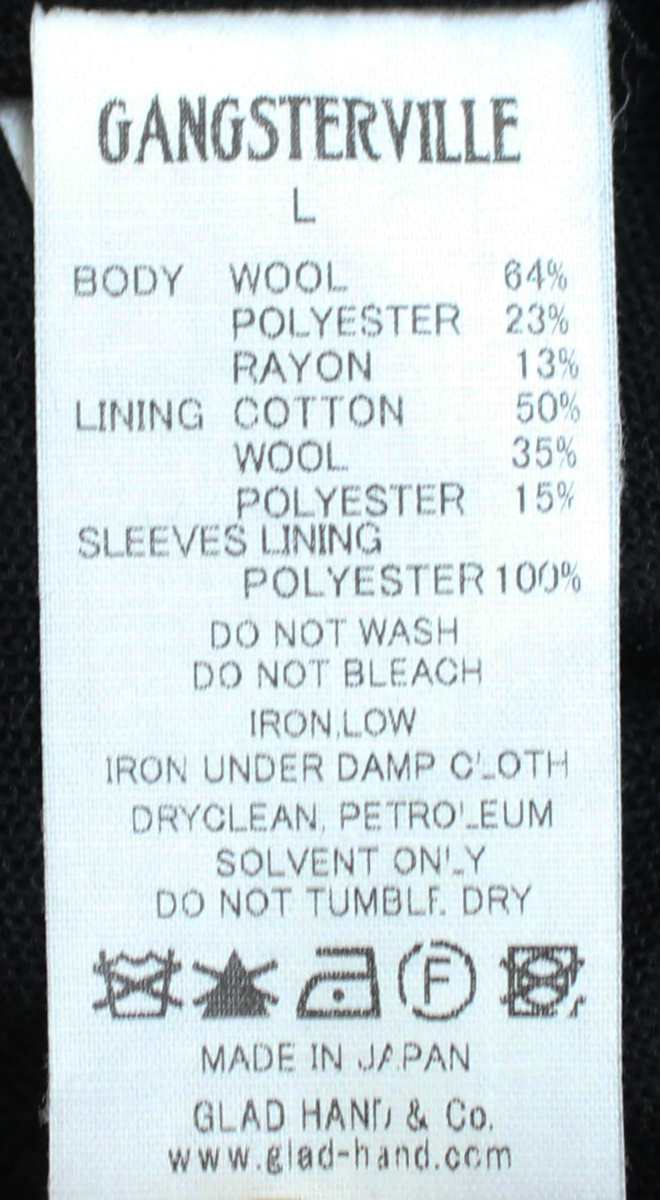 GANGSTERVILLE
L
BODY WOOL 64%
POLYESTER 23%
RAYON 13%
LINING COTTON 50%
WOOL 35%
POLYESTER 15%
SLEEVES LINING
POLYESTER 100%
DO NOT WASH
DO NOT BLEACH
IRON,LOW
IRON UNDER DAMP CLOTH
DRYCLEAN, PETROLEUM
SOLVENT ONLY
DO NOT TUMBLE DRY
F
MADE IN JAPAN
GLAD HAND & Co.
www.glad-hand.com